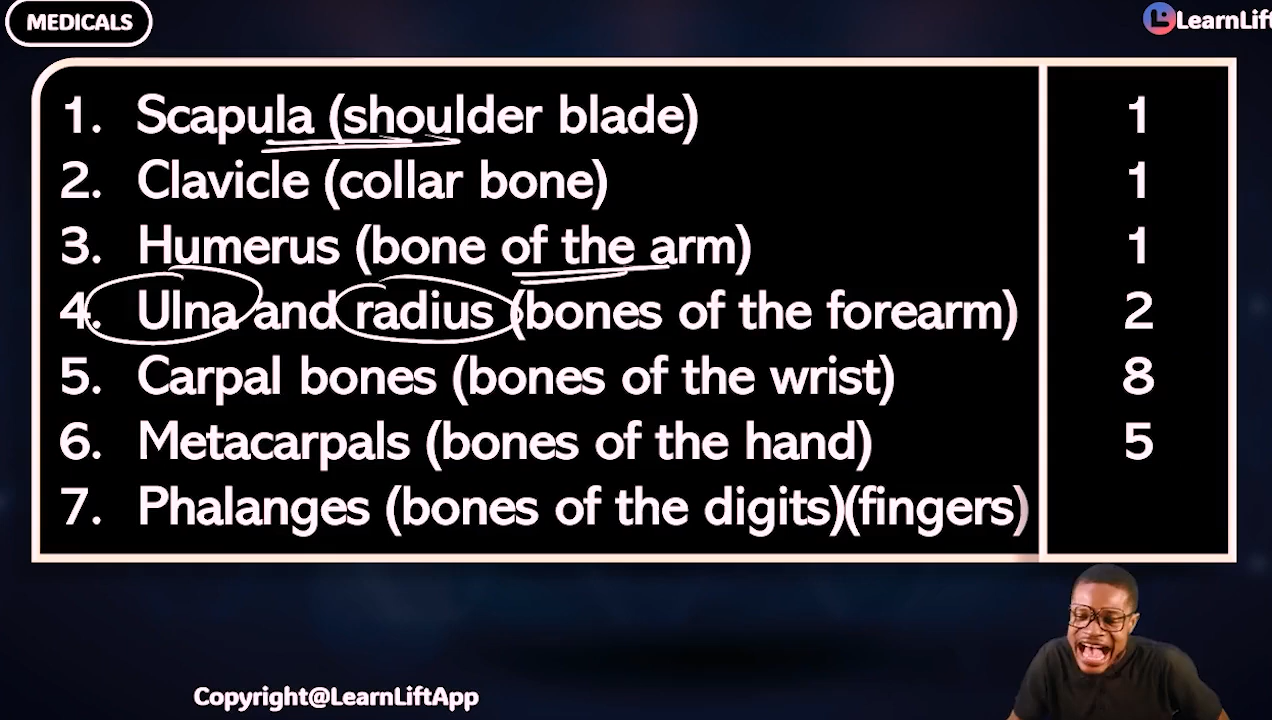 MEDICALS
LearnLift
1. Scapula (shoulder blade) 1
2. Clavicle (collar bone) 1
3. Humerus (bone of the arm) 1
4. Ulna and radius (bones of the forearm) 2
5. Carpal bones (bones of the wrist) 8
6. Metacarpals (bones of the hand) 5
7. Phalanges (bones of the digits)(fingers)
Copyright@LearnLiftApp